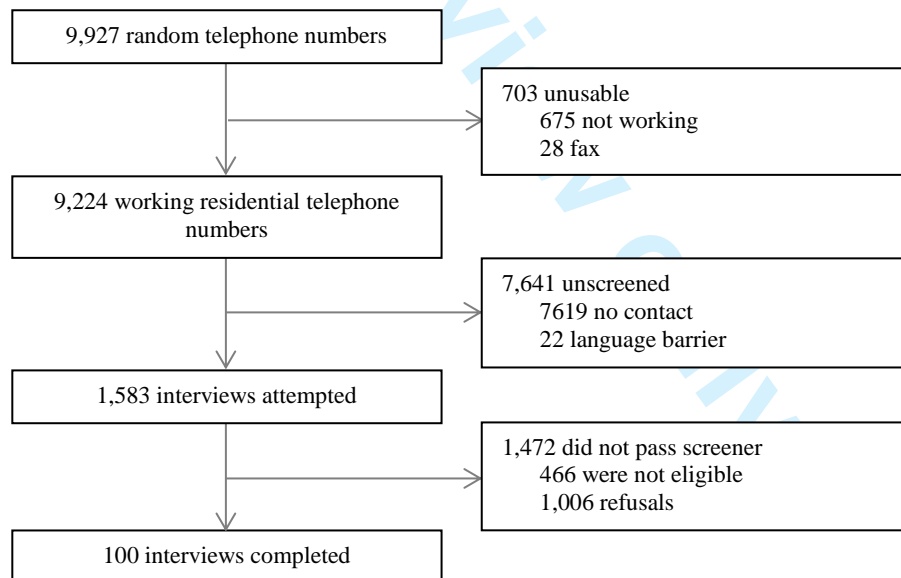 9,927 random telephone numbers
703 unusable
675 not working
28 fax
9,224 working residential telephone
numbers
7,641 unscreened
7619 no contact
22 language barrier
1,583 interviews attempted
1,472 did not pass screener
466 were not eligible
1,006 refusals
100 interviews completed